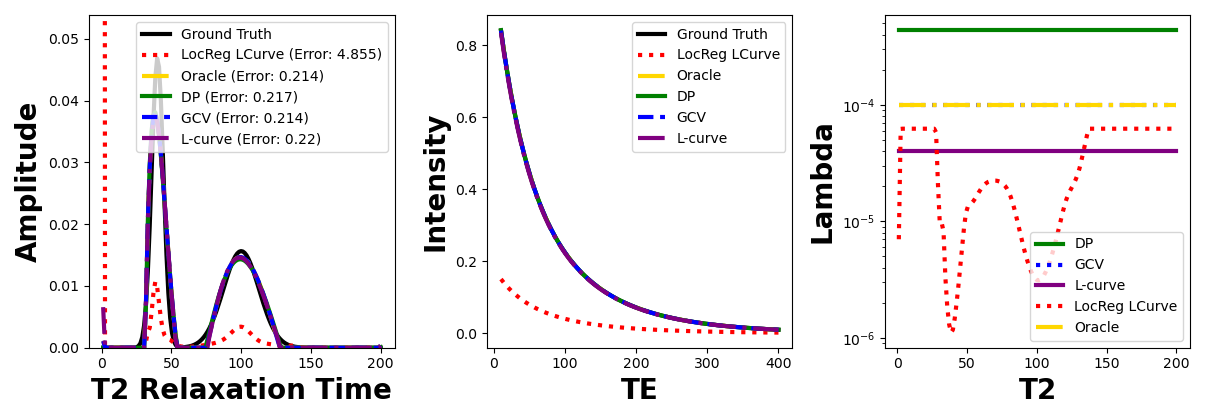 Amplitude
0.05
0.04
0.03
0.02
0.01
0.00
0
50
100
150
200
T2 Relaxation Time
Ground Truth
LocReg LCurve (Error: 4.855)
Oracle (Error: 0.214)
DP (Error: 0.217)
GCV (Error: 0.214)
L-curve (Error: 0.22)
Intensity
0.8
0.6
0.4
0.2
0.0
0
100
200
300
400
TE
Ground Truth
LocReg LCurve
Oracle
DP
GCV
L-curve
Lambda
10⁻⁴
10⁻⁵
10⁻⁶
0
50
100
150
200
T2
DP
GCV
L-curve
LocReg LCurve
Oracle